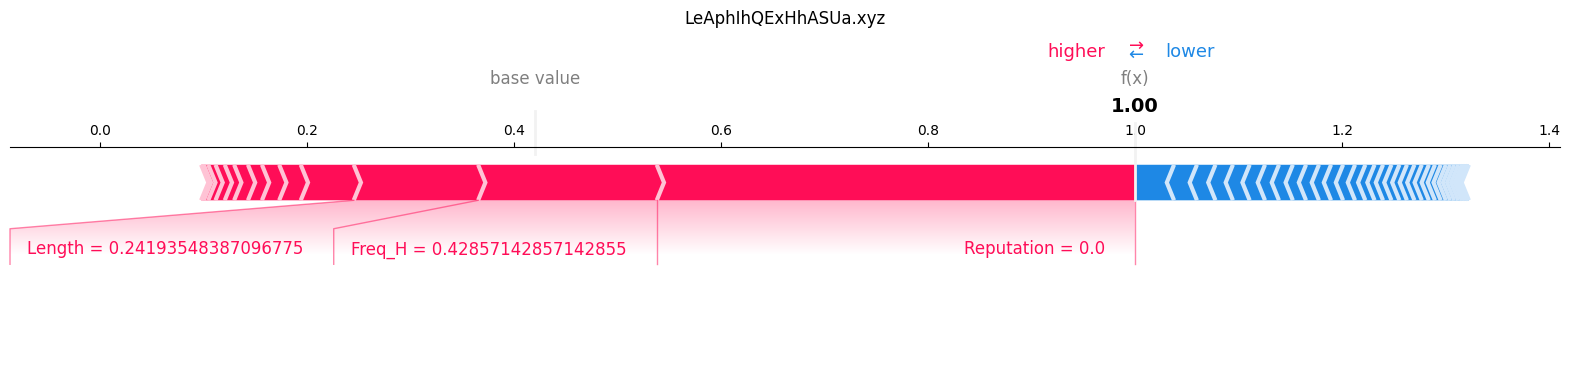 LeAphIhQExHhASUa.xyz
higher ⇄ lower
base value f(x)
1.00
0.0 0.2 0.4 0.6 0.8 1.0 1.2 1.4
Length = 0.24193548387096775 Freq_H = 0.42857142857142855 Reputation = 0.0